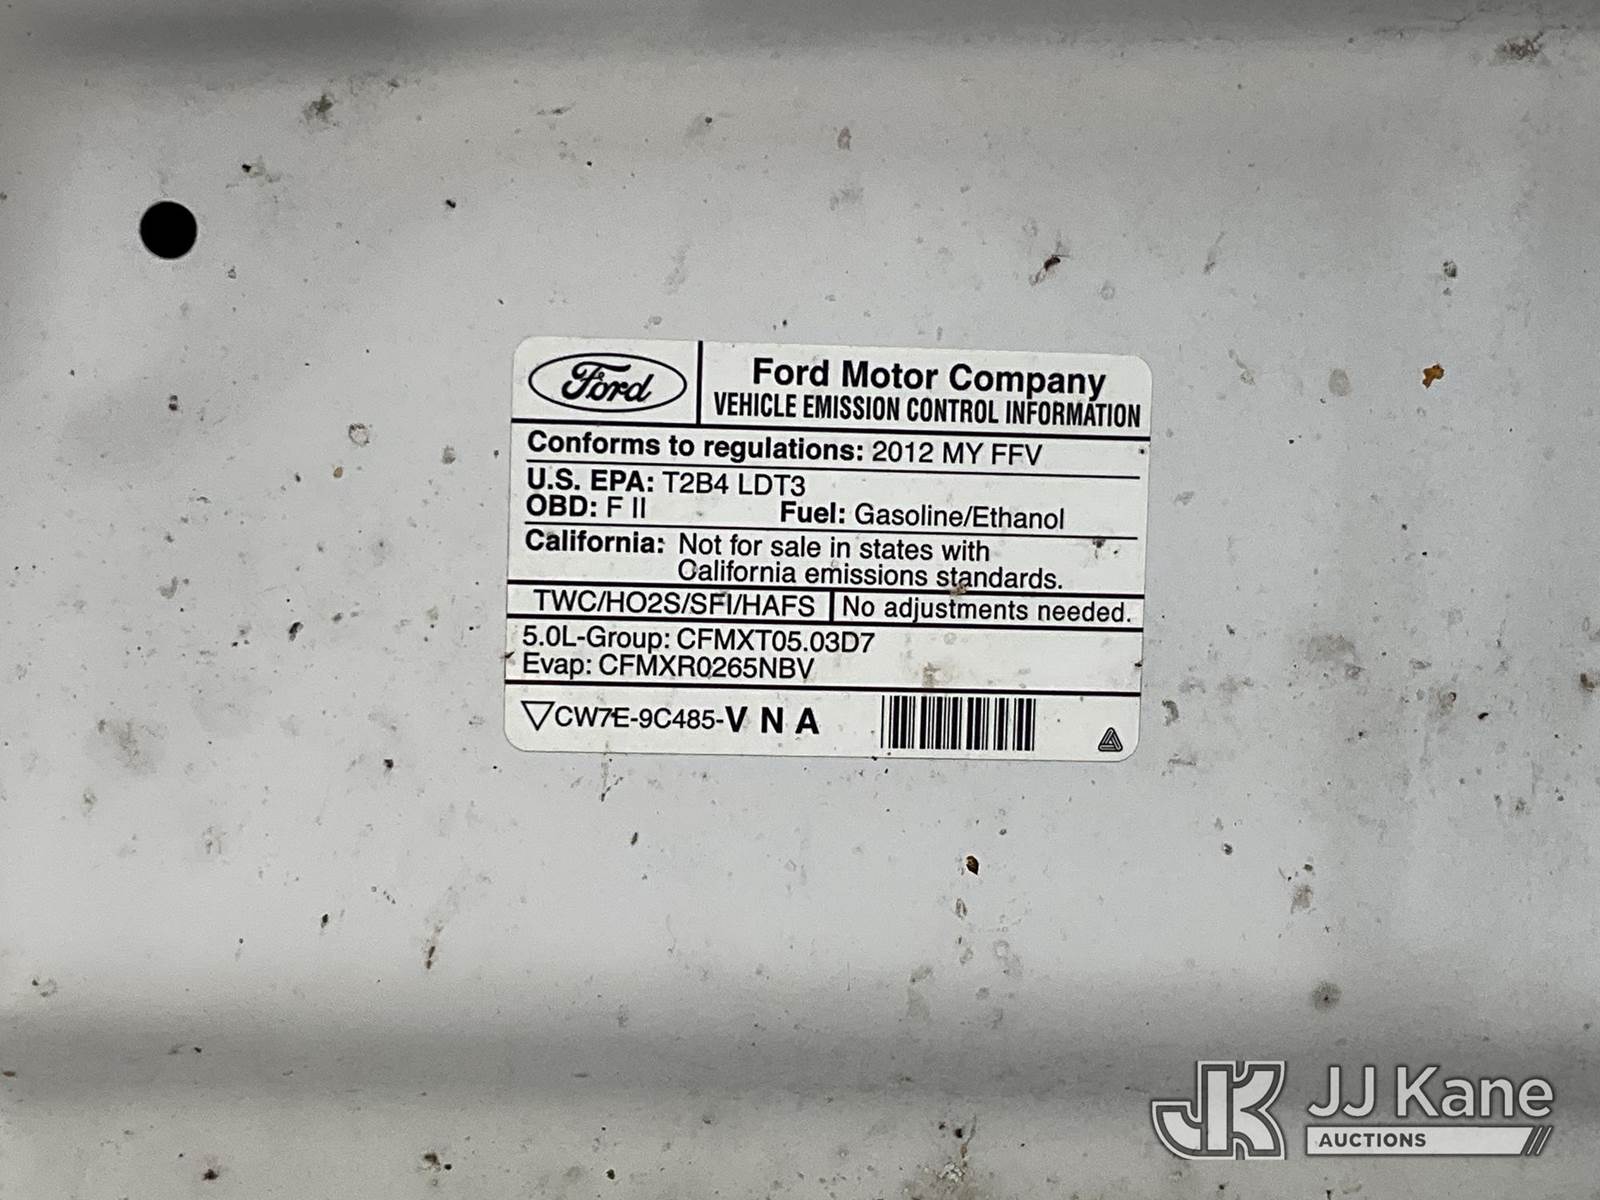 Ford
Ford Motor Company
VEHICLE EMISSION CONTROL INFORMATION
Conforms to regulations: 2012 MY FFV
U.S. EPA: T2B4 LDT3
OBD: F II Fuel: Gasoline/Ethanol
California: Not for sale in states with
California emissions standards.
TWC/HO2S/SFI/HAFS No adjustments needed.
5.0L-Group: CFMXT05.03D7
Evap: CFMXR0265NBV
CW7E-9C485-V N A
JK JJ Kane
AUCTIONS